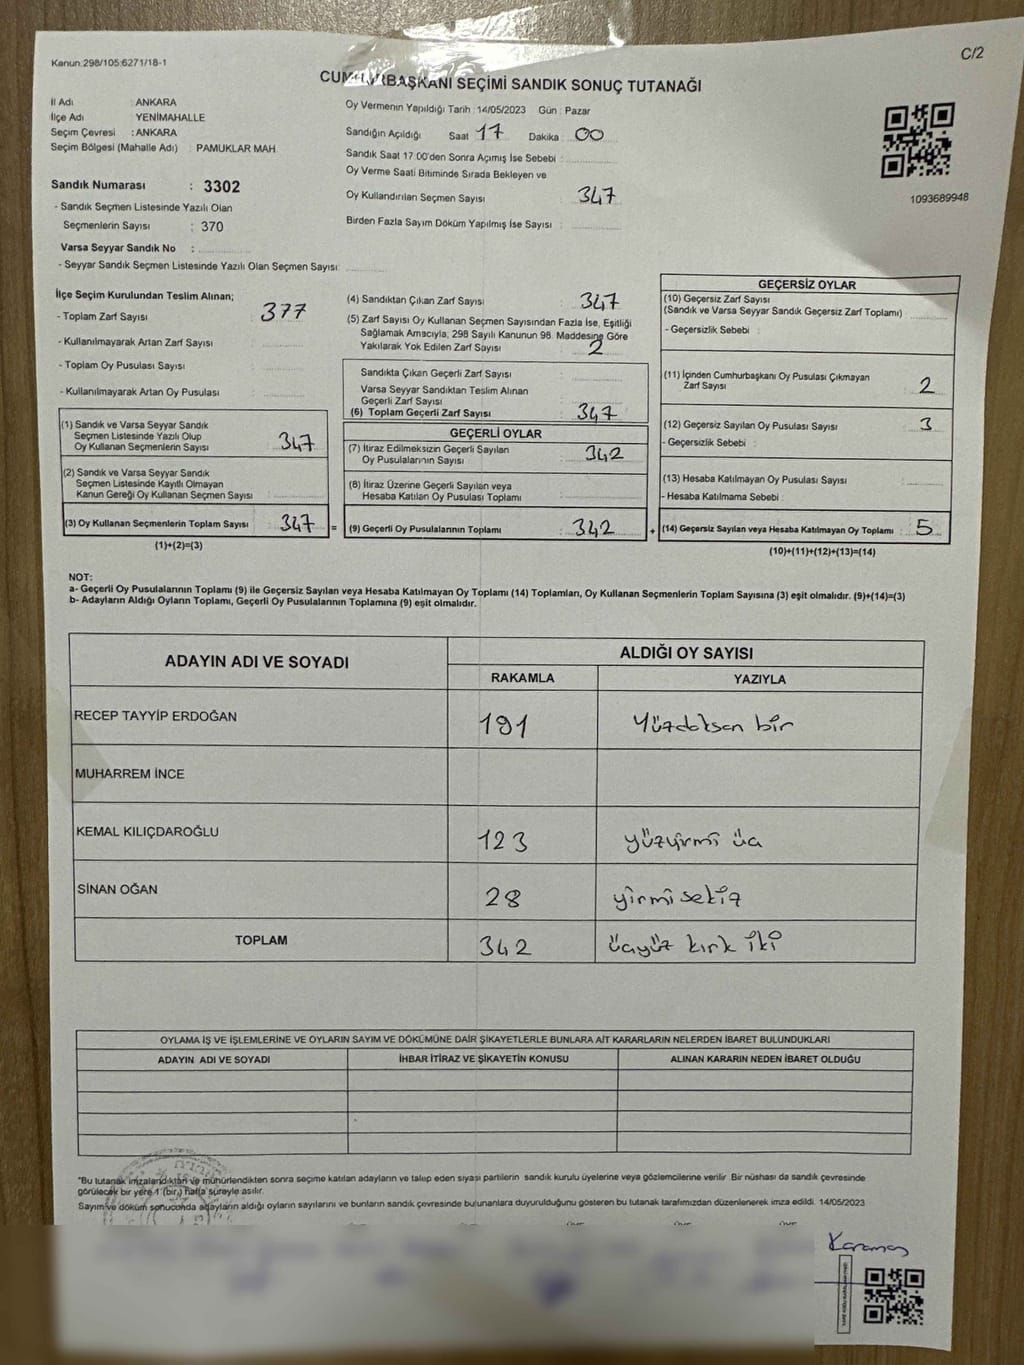 Kanun:298/105;6271/18-1
C/2
CUMHURBAŞKANI SEÇİMİ SANDIK SONUÇ TUTANAĞI
İl Adı : ANKARA
İlçe Adı : YENİMAHALLE
Seçim Çevresi : ANKARA
Seçim Bölgesi (Mahalle Adı) : PAMUKLAR MAH.
Sandık Numarası : 3302
- Sandık Seçmen Listesinde Yazılı Olan
Seçmenlerin Sayısı : 370
Varsa Seyyar Sandık No :
- Seyyar Sandık Seçmen Listesinde Yazılı Olan Seçmen Sayısı:
Oy Vermenin Yapıldığı Tarih : 14/05/2023 Gün : Pazar
Sandığın Açıldığı Saat 17 Dakika : 00
Sandık Saat 17:00'den Sonra Açımış İse Sebebi :
Oy Verme Saati Bitiminde Sırada Bekleyen ve
Oy Kullandırılan Seçmen Sayısı : 347
Birden Fazla Sayım Döküm Yapılmış İse Sayısı :
1093689948
İlçe Seçim Kurulundan Teslim Alınan;
- Toplam Zarf Sayısı : 377
- Kullanılmayarak Artan Zarf Sayısı :
- Toplam Oy Pusulası Sayısı :
- Kullanılmayarak Artan Oy Pusulası :
(1) Sandık ve Varsa Seyyar Sandık
Seçmen Listesinde Yazılı Olup
Oy Kullanan Seçmenlerin Sayısı : 347
(2) Sandık ve Varsa Seyyar Sandık
Seçmen Listesinde Kayıtlı Olmayan
Kanun Gereği Oy Kullanan Seçmen Sayısı :
(3) Oy Kullanan Seçmenlerin Toplam Sayısı : 347
(1)+(2)=(3)
(4) Sandıktan Çıkan Zarf Sayısı : 347
(5) Zarf Sayısı Oy Kullanan Seçmen Sayısından Fazla İse, Eşitliği
Sağlamak Amacıyla, 298 Sayılı Kanunun 98. Maddesine Göre
Yakılarak Yok Edilen Zarf Sayısı : 2
Sandıkta Çıkan Geçerli Zarf Sayısı :
Varsa Seyyar Sandıktan Teslim Alınan
Geçerli Zarf Sayısı :
(6) Toplam Geçerli Zarf Sayısı : 347
GEÇERLİ OYLAR
(7) İtiraz Edilmeksizin Geçerli Sayılan
Oy Pusulalarının Sayısı : 342
(8) İtiraz Üzerine Geçerli Sayılan veya
Hesaba Katılan Oy Pusulası Toplamı :
= (9) Geçerli Oy Pusulalarının Toplamı : 342 +
GEÇERSİZ OYLAR
(10) Geçersiz Zarf Sayısı
(Sandık ve Varsa Seyyar Sandık Geçersiz Zarf Toplamı) :
- Geçersizlik Sebebi :
(11) İçinden Cumhurbaşkanı Oy Pusulası Çıkmayan
Zarf Sayısı : 2
(12) Geçersiz Sayılan Oy Pusulası Sayısı : 3
- Geçersizlik Sebebi :
(13) Hesaba Katılmayan Oy Pusulası Sayısı :
- Hesaba Katılmama Sebebi :
(14) Geçersiz Sayılan veya Hesaba Katılmayan Oy Toplamı : 5
(10)+(11)+(12)+(13)=(14)
NOT:
a- Geçerli Oy Pusulalarının Toplamı (9) ile Geçersiz Sayılan veya Hesaba Katılmayan Oy Toplamı (14) Toplamları, Oy Kullanan Seçmenlerin Toplam Sayısına (3) eşit olmalıdır. (9)+(14)=(3)
b- Adayların Aldığı Oyların Toplamı, Geçerli Oy Pusulalarının Toplamına (9) eşit olmalıdır.
ADAYIN ADI VE SOYADI ALDIĞI OY SAYISI
RAKAMLA YAZIYLA
RECEP TAYYİP ERDOĞAN 191 Yüzdoksan bir
MUHARREM İNCE
KEMAL KILIÇDAROĞLU 123 yüzyirmi üç
SİNAN OĞAN 28 yirmi sekiz
TOPLAM 342 üçyüz kırk iki
OYLAMA İŞ VE İŞLEMLERİNE VE OYLARIN SAYIM VE DÖKÜMÜNE DAİR ŞİKAYETLERLE BUNLARA AİT KARARLARIN NELERDEN İBARET BULUNDUKLARI
ADAYIN ADI VE SOYADI İHBAR İTİRAZ VE ŞİKAYETİN KONUSU ALINAN KARARIN NEDEN İBARET OLDUĞU
"Bu tutanak imzalandıktan ve mühürlendikten sonra seçime katılan adayların ve talep eden siyasi partilerin sandık kurulu üyelerine veya gözlemcilerine verilir. Bir nüshası da sandık çevresinde
görülecek bir yere 1 (bir) hafta süreyle asılır.
Sayım ve döküm sonuconda adayların aldığı oyların sayılarını ve bunların sandık çevresinde bulunanlara duyurulduğunu gösteren bu tutanak tarafımızdan düzenlenerek imza edildi. 14/05/2023
Karaman